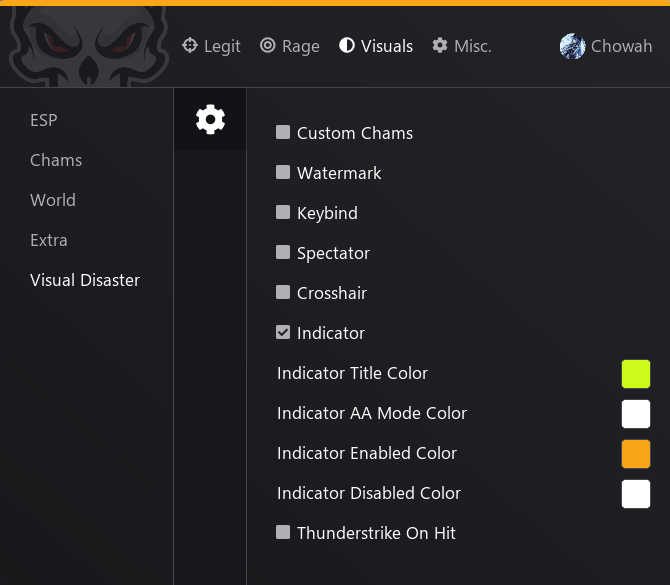 Legit Rage Visuals Misc. Chowah
ESP
Chams
World
Extra
Visual Disaster
Custom Chams
Watermark
Keybind
Spectator
Crosshair
Indicator
Indicator Title Color
Indicator AA Mode Color
Indicator Enabled Color
Indicator Disabled Color
Thunderstrike On Hit